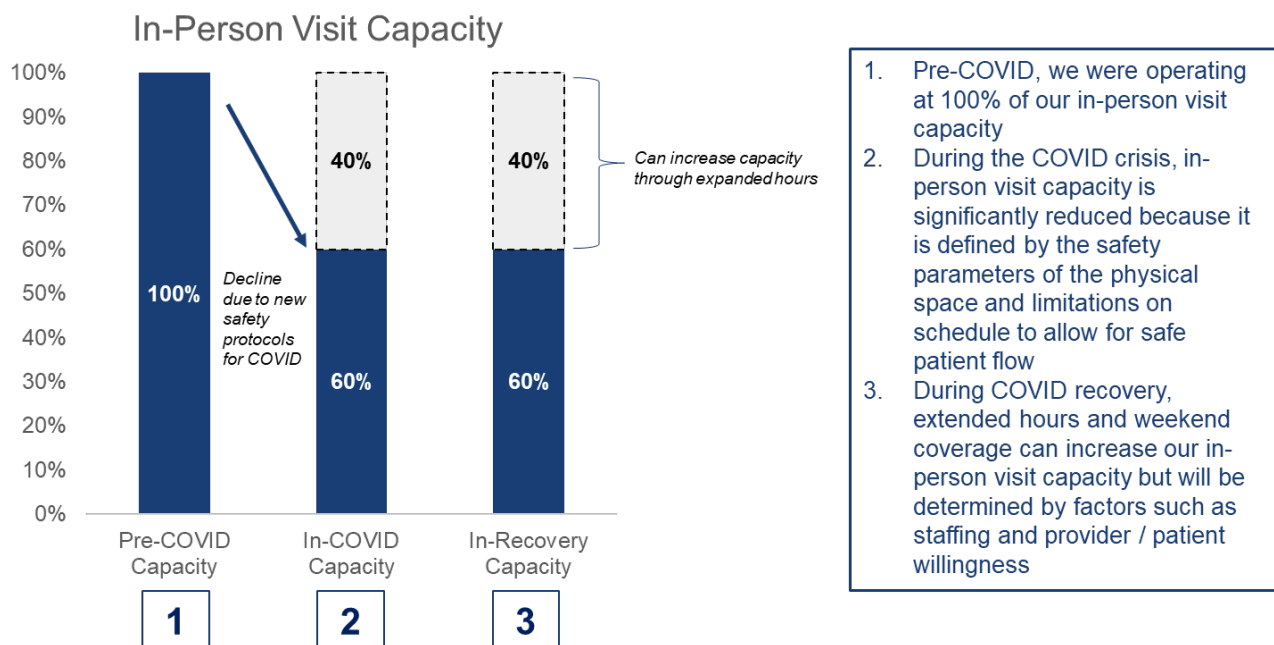 In-Person Visit Capacity
100%
90%
80%
70%
60%
50%
40%
30%
20%
10%
0%
100%
Decline
due to new
safety
protocols
for COVID
40%
60%
40%
60%
Can increase capacity
through expanded hours
Pre-COVID
Capacity
In-COVID
Capacity
In-Recovery
Capacity
1
2
3
1. Pre-COVID, we were operating
at 100% of our in-person visit
capacity
2. During the COVID crisis, in-
person visit capacity is
significantly reduced because it
is defined by the safety
parameters of the physical
space and limitations on
schedule to allow for safe
patient flow
3. During COVID recovery,
extended hours and weekend
coverage can increase our in-
person visit capacity but will be
determined by factors such as
staffing and provider / patient
willingness